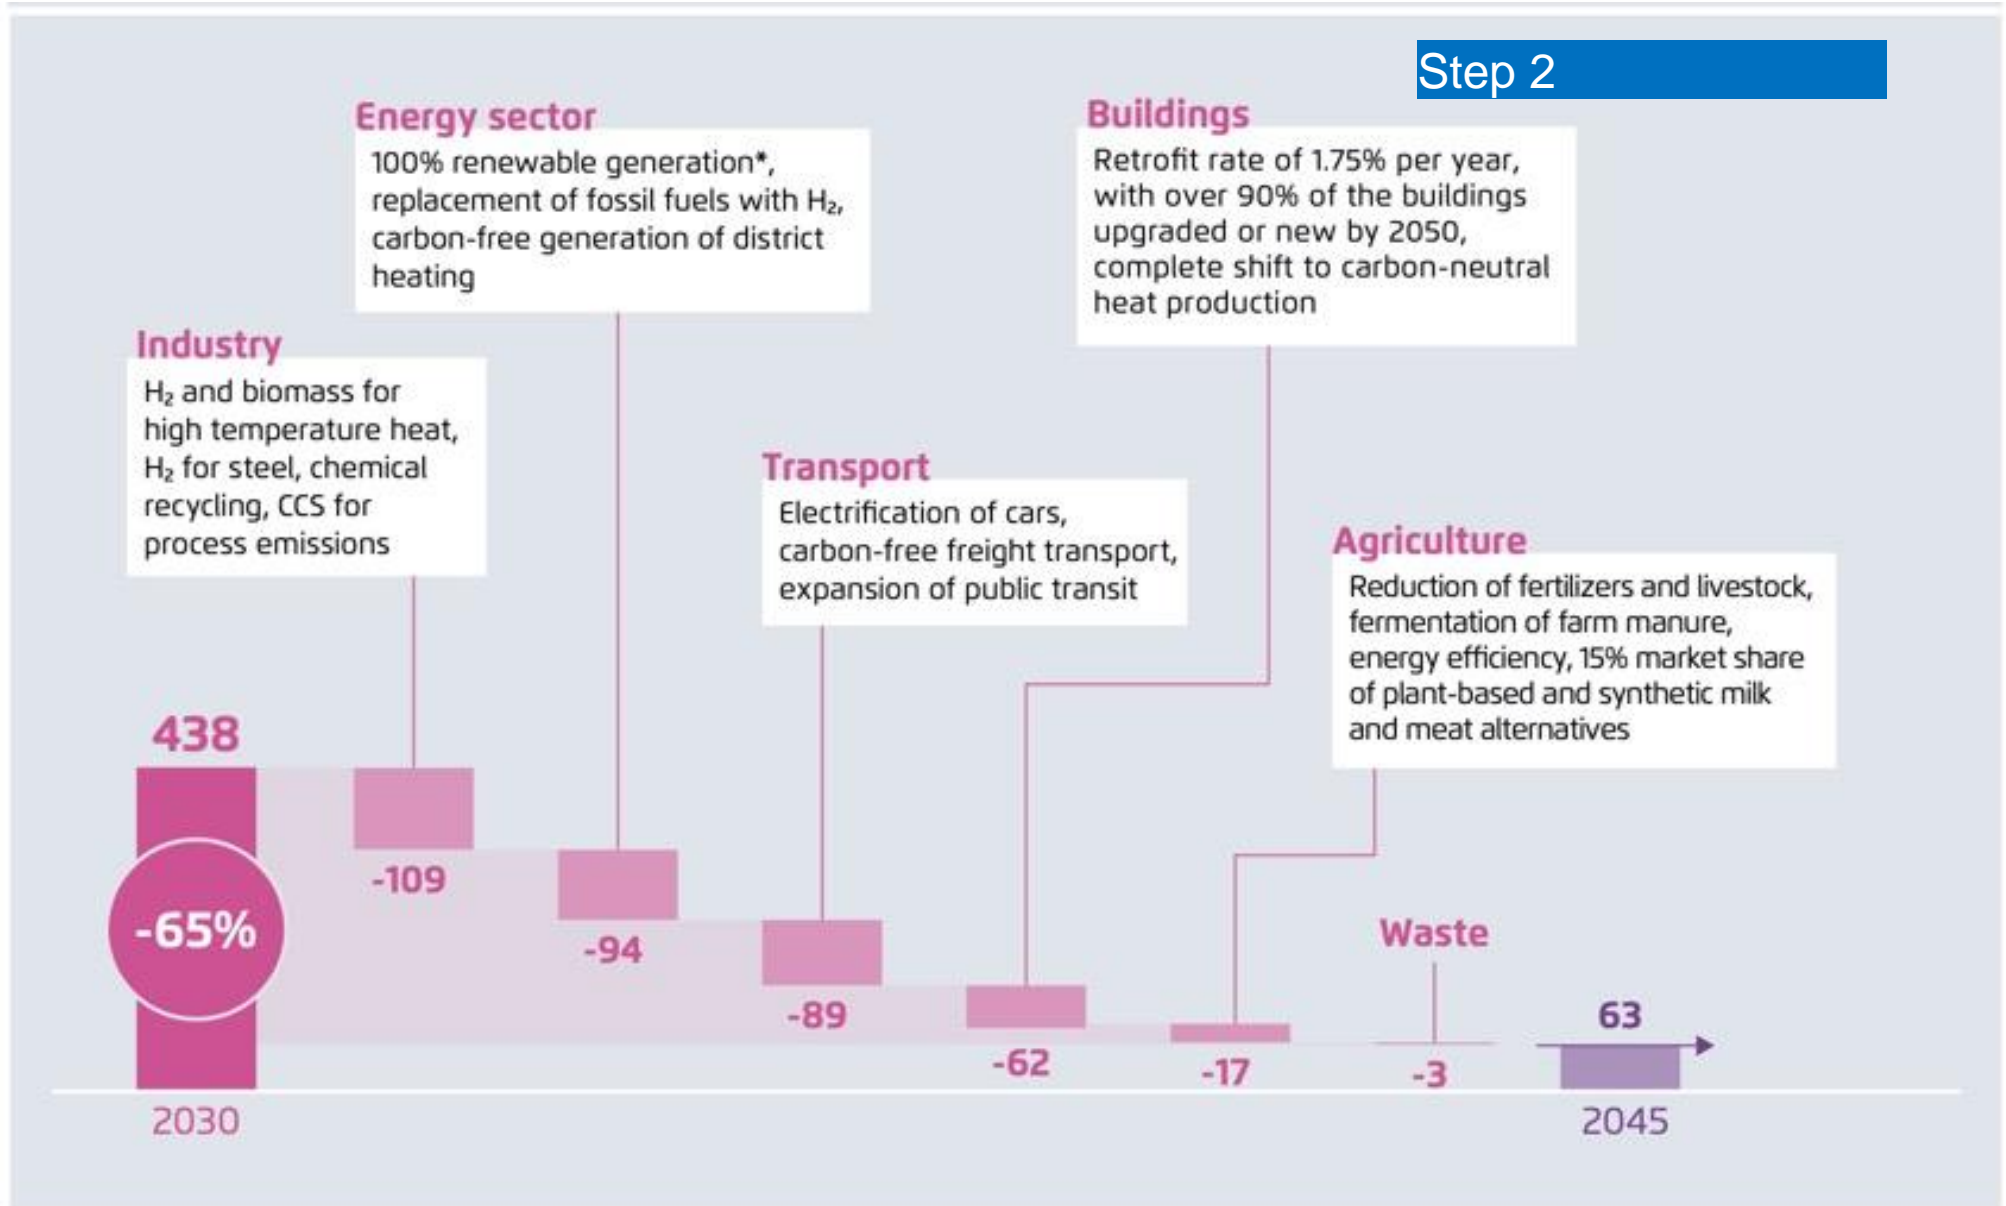 Step 2
Energy sector
100% renewable generation*,
replacement of fossil fuels with H₂,
carbon-free generation of district
heating
Buildings
Retrofit rate of 1.75% per year,
with over 90% of the buildings
upgraded or new by 2050,
complete shift to carbon-neutral
heat production
Industry
H₂ and biomass for
high temperature heat,
H₂ for steel, chemical
recycling, CCS for
process emissions
Transport
Electrification of cars,
carbon-free freight transport,
expansion of public transit
Agriculture
Reduction of fertilizers and livestock,
fermentation of farm manure,
energy efficiency, 15% market share
of plant-based and synthetic milk
and meat alternatives
438
-65%
-109
-94
-89
-62
-17
Waste
-3
63
2030
2045